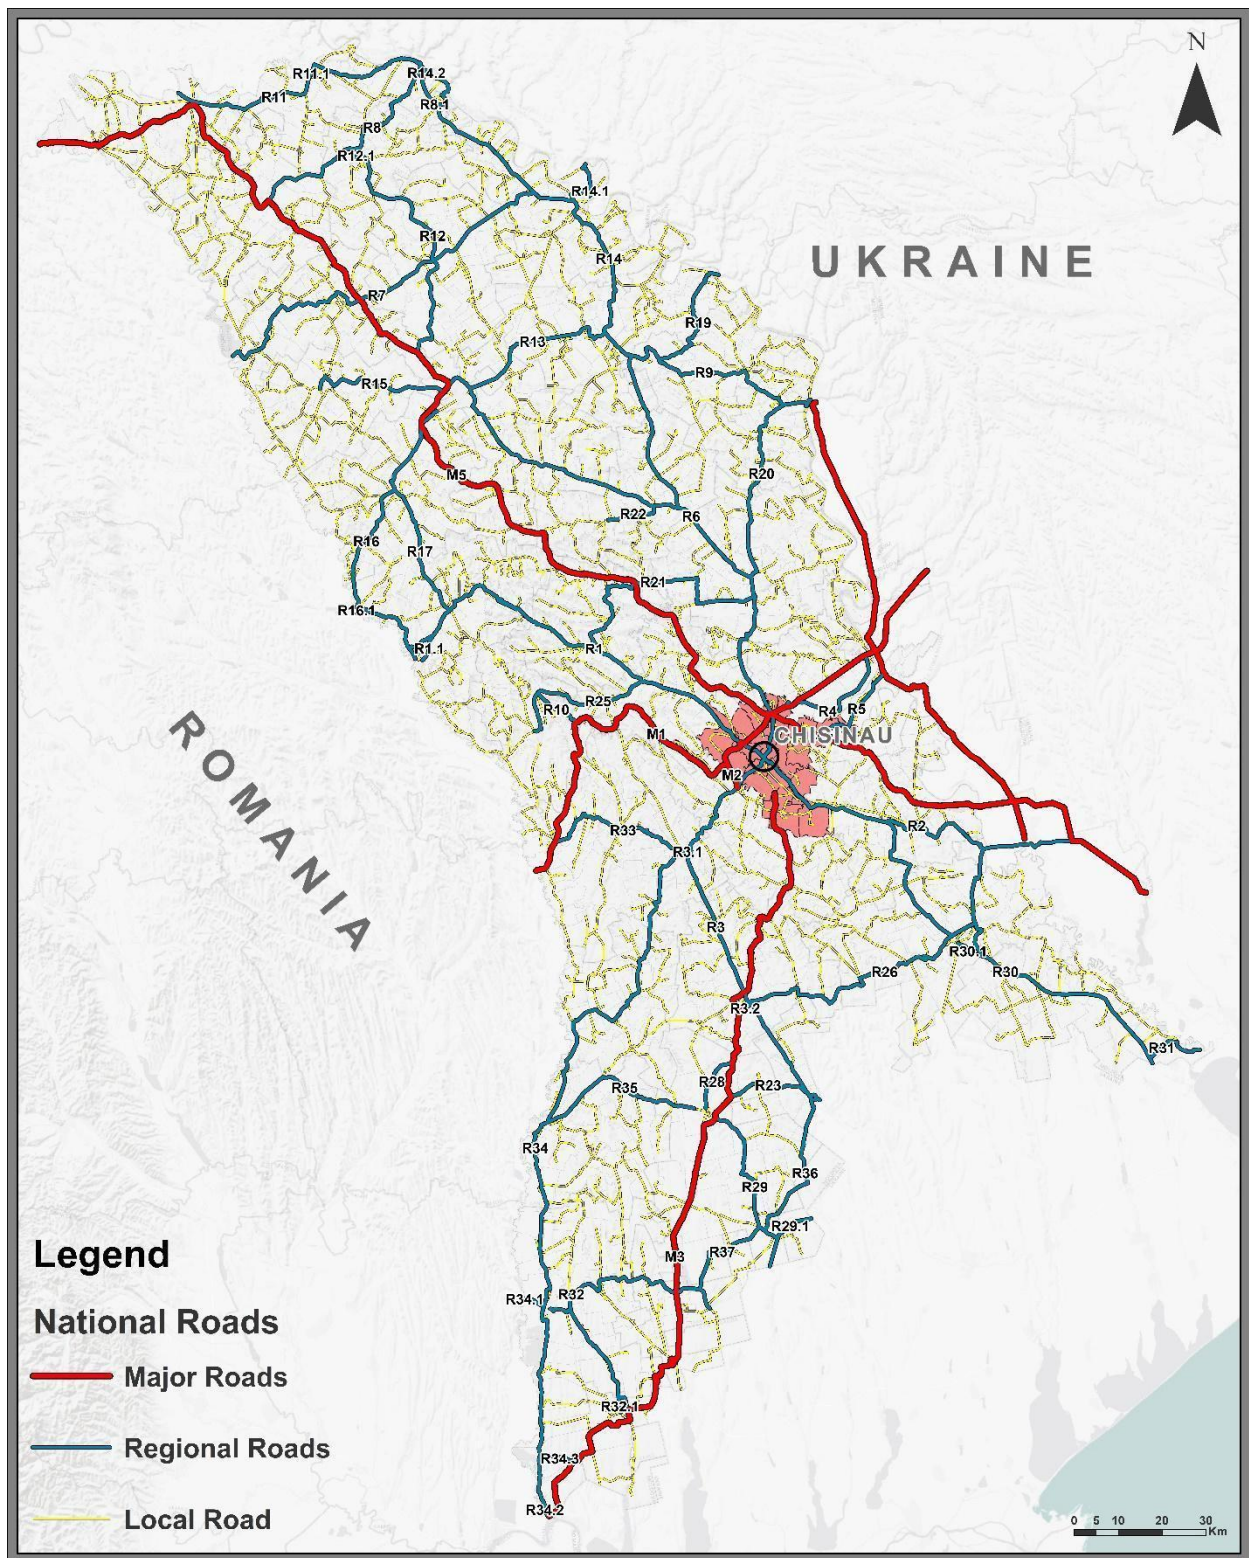 N
R11.1
R14.2
R11
R8.1
R8
R12.1
R14.1
R12
UKRAINE
R14
R7
R19
R13
R9
R15
M5
R20
R22
R6
R16
R17
R21
R16.1
R1.1
R1
R25
R10
R4
R5
M1
CHISINAU
M2
ROMANIA
R33
R2
R3.1
R3
R30.1
R26
R30
R3.2
R31
R28
R23
R35
R34
R36
R29
R29.1
Legend
M3
R37
R32
R34.1
National Roads
Major Roads
R32.1
Regional Roads
R34.3
R34.2
Local Road
0 5 10 20 30
Km